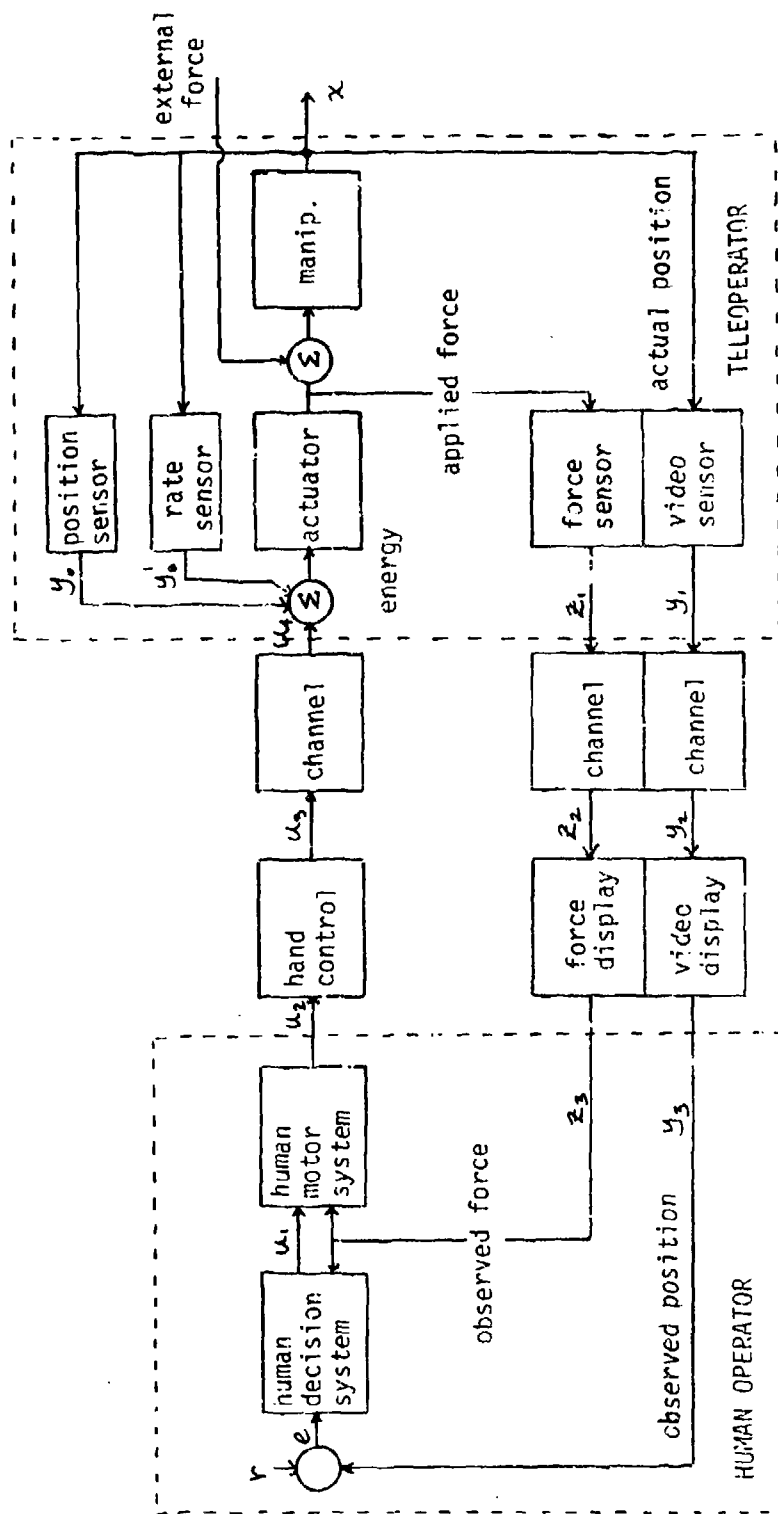 r
e
human
decision
system
u₁
human
motor
system
u₂
hand
control
u₃
channel
u₄
Σ
actuator
Σ
manip.
x
external
force
position
sensor
y₀
rate
sensor
ẏ₀
energy
applied force
actual position
TELEOPERATOR
force
sensor
video
sensor
z₁
y₁
channel
channel
z₂
y₂
force
display
video
display
z₃
y₃
observed force
observed position
HUMAN OPERATOR